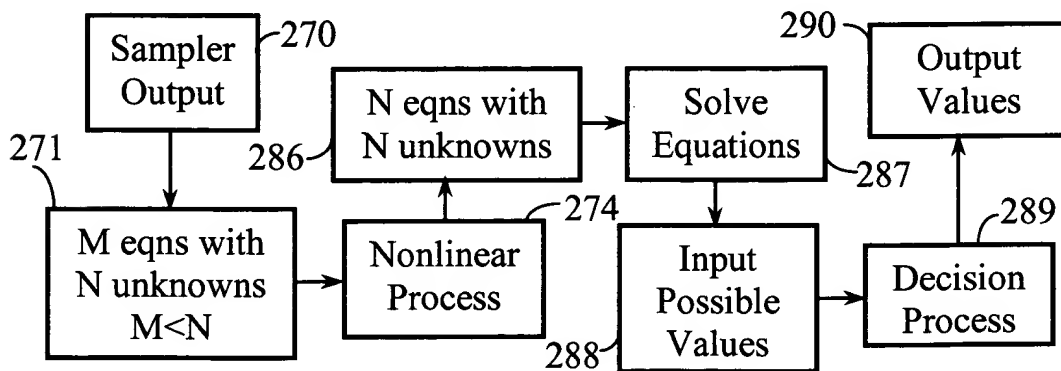 Sampler
Output
270
271
M eqns with
N unknowns
M<N
Nonlinear
Process
274
N eqns with
N unknowns
286
Solve
Equations
287
Input
Possible
Values
288
Decision
Process
289
Output
Values
290